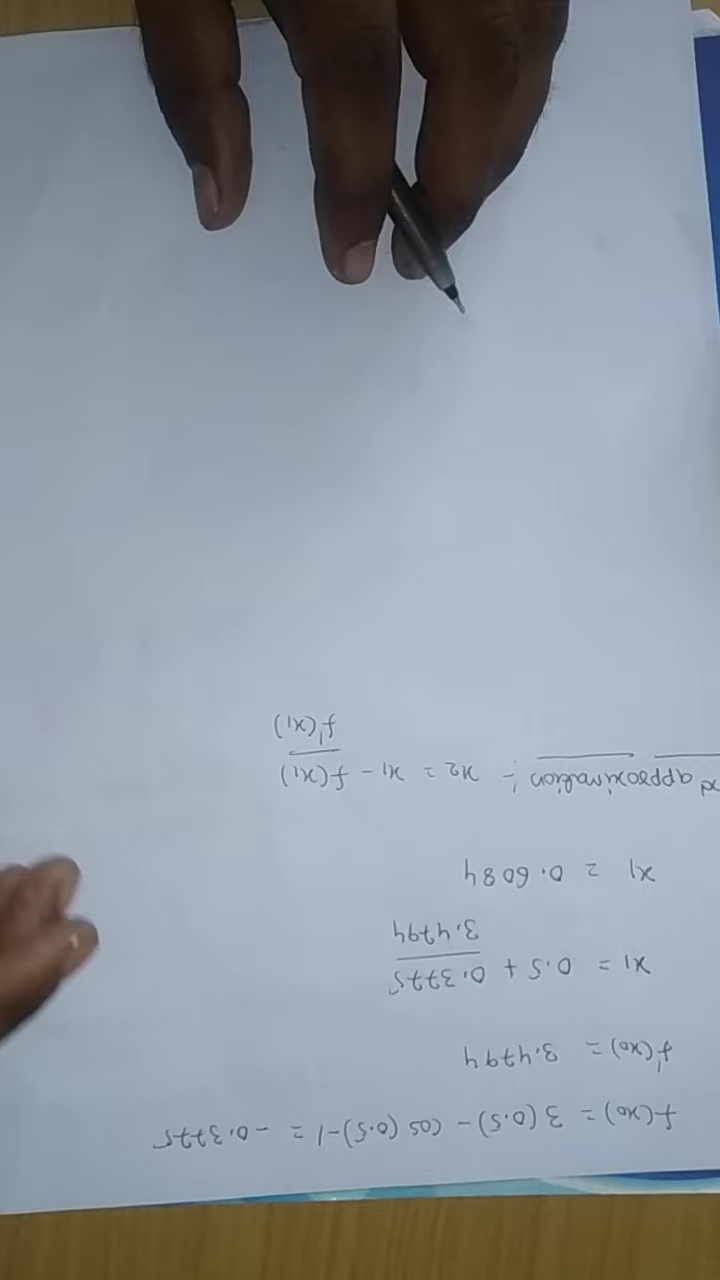 f(x0) = 3(0.5) - cos(0.5)-1 = -0.3775
f'(x0) = 3.4794
x1 = 0.5 + 0.3775
3.4794
x1 = 0.6084
approximation :- x2 = x1 - f(x1)
f'(x1)